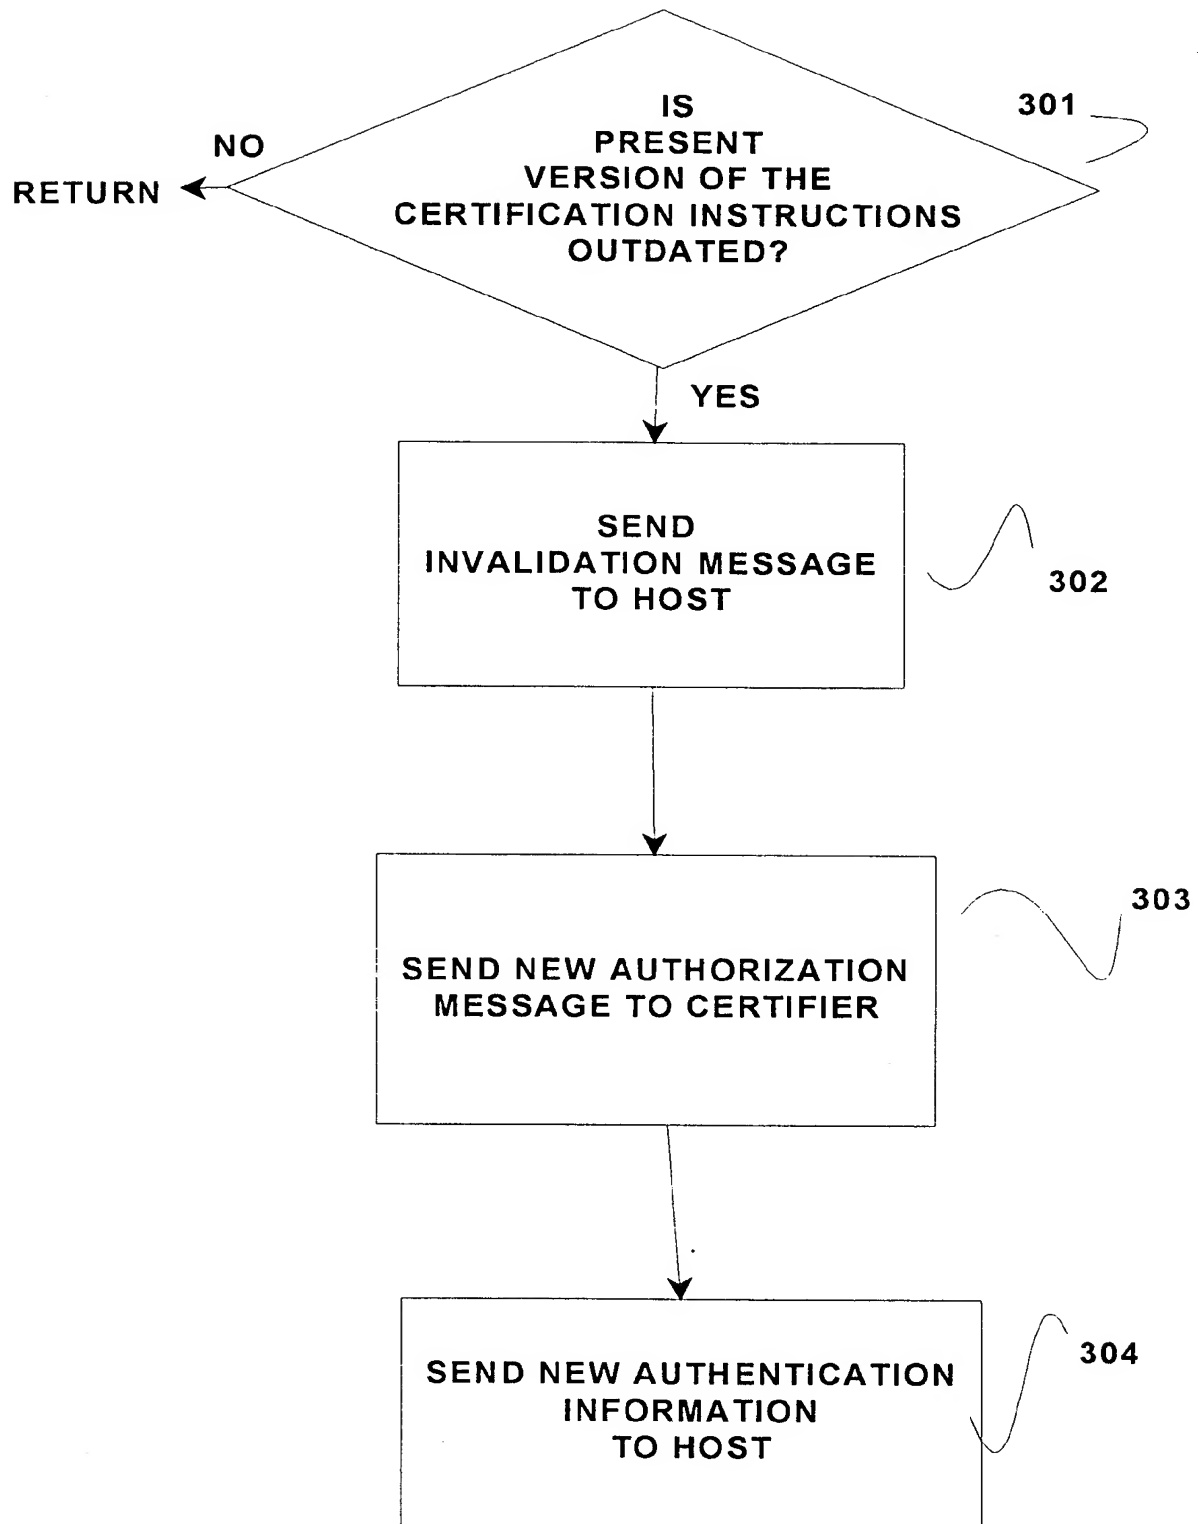 IS
PRESENT
VERSION OF THE
CERTIFICATION INSTRUCTIONS
OUTDATED?
301
NO
RETURN
YES
SEND
INVALIDATION MESSAGE
TO HOST
302
SEND NEW AUTHORIZATION
MESSAGE TO CERTIFIER
303
SEND NEW AUTHENTICATION
INFORMATION
TO HOST
304